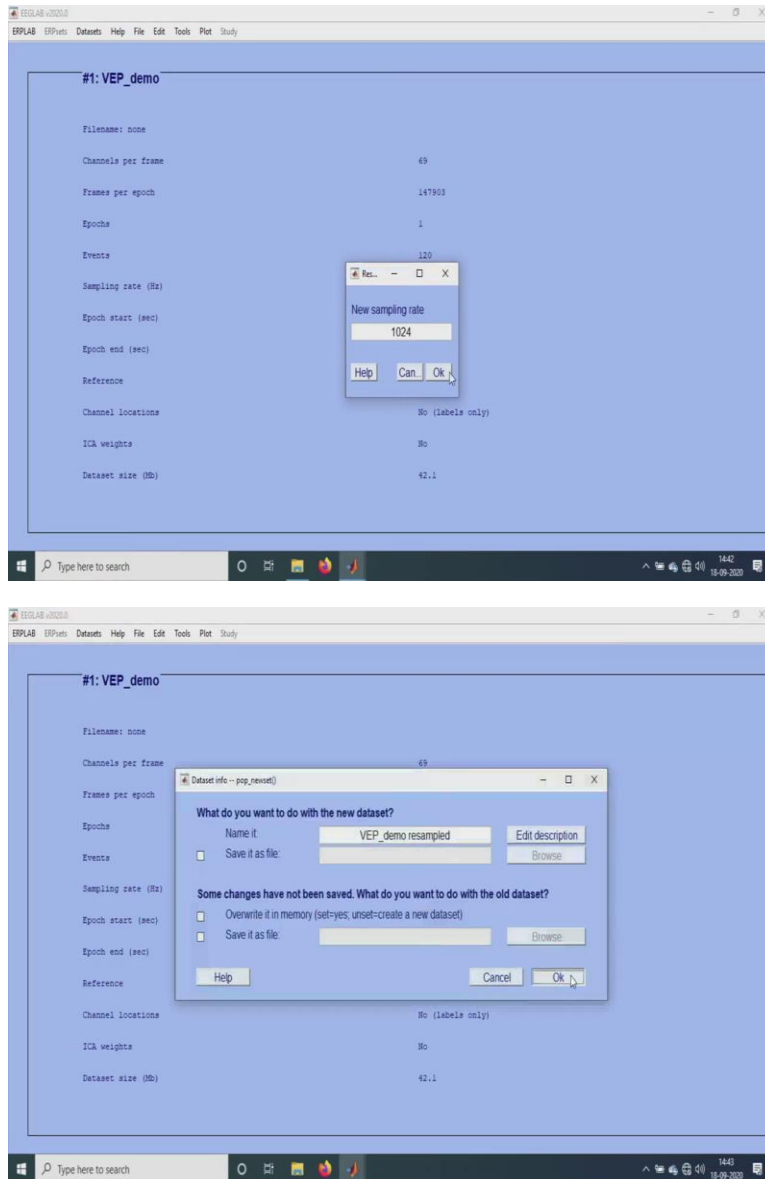 EEGLAB v2020.0
ERPLAB ERPsets Datasets Help File Edit Tools Plot Study
#1: VEP_demo
Filename: none
Channels per frame 69
Frames per epoch 147903
Epochs 1
Events 120
Sampling rate (Hz)
Epoch start (sec)
Epoch end (sec)
Reference
Channel locations No (labels only)
ICA weights No
Dataset size (Mb) 42.1
Res...
New sampling rate
1024
Help Can... Ok
Type here to search
14:42
18-09-2020
EEGLAB v2020.0
ERPLAB ERPsets Datasets Help File Edit Tools Plot Study
#1: VEP_demo
Filename: none
Channels per frame 69
Frames per epoch
Epochs
Events
Sampling rate (Hz)
Epoch start (sec)
Epoch end (sec)
Reference
Channel locations No (labels only)
ICA weights No
Dataset size (Mb) 42.1
Dataset info -- pop_newset()
What do you want to do with the new dataset?
Name it: VEP_demo resampled Edit description
Save it as file: Browse
Some changes have not been saved. What do you want to do with the old dataset?
Overwrite it in memory (set=yes; unset=create a new dataset)
Save it as file: Browse
Help Cancel Ok
Type here to search
14:43
18-09-2020